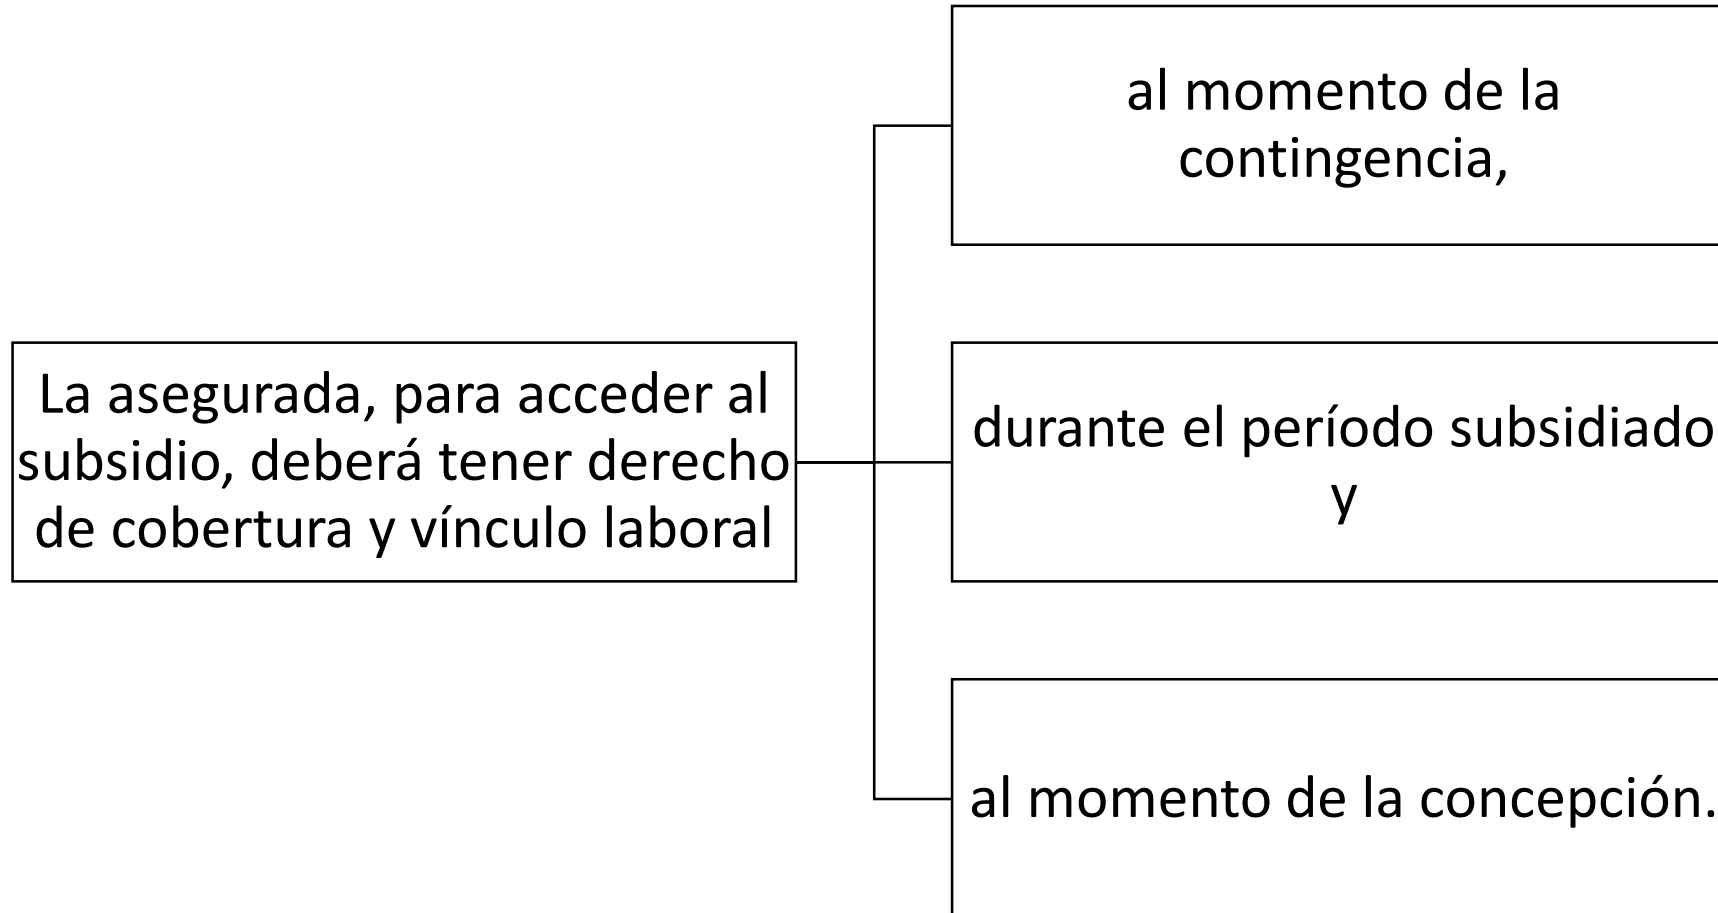 La asegurada, para acceder al
subsidio, deberá tener derecho
de cobertura y vínculo laboral
al momento de la
contingencia,
durante el período subsidiado
y
al momento de la concepción.